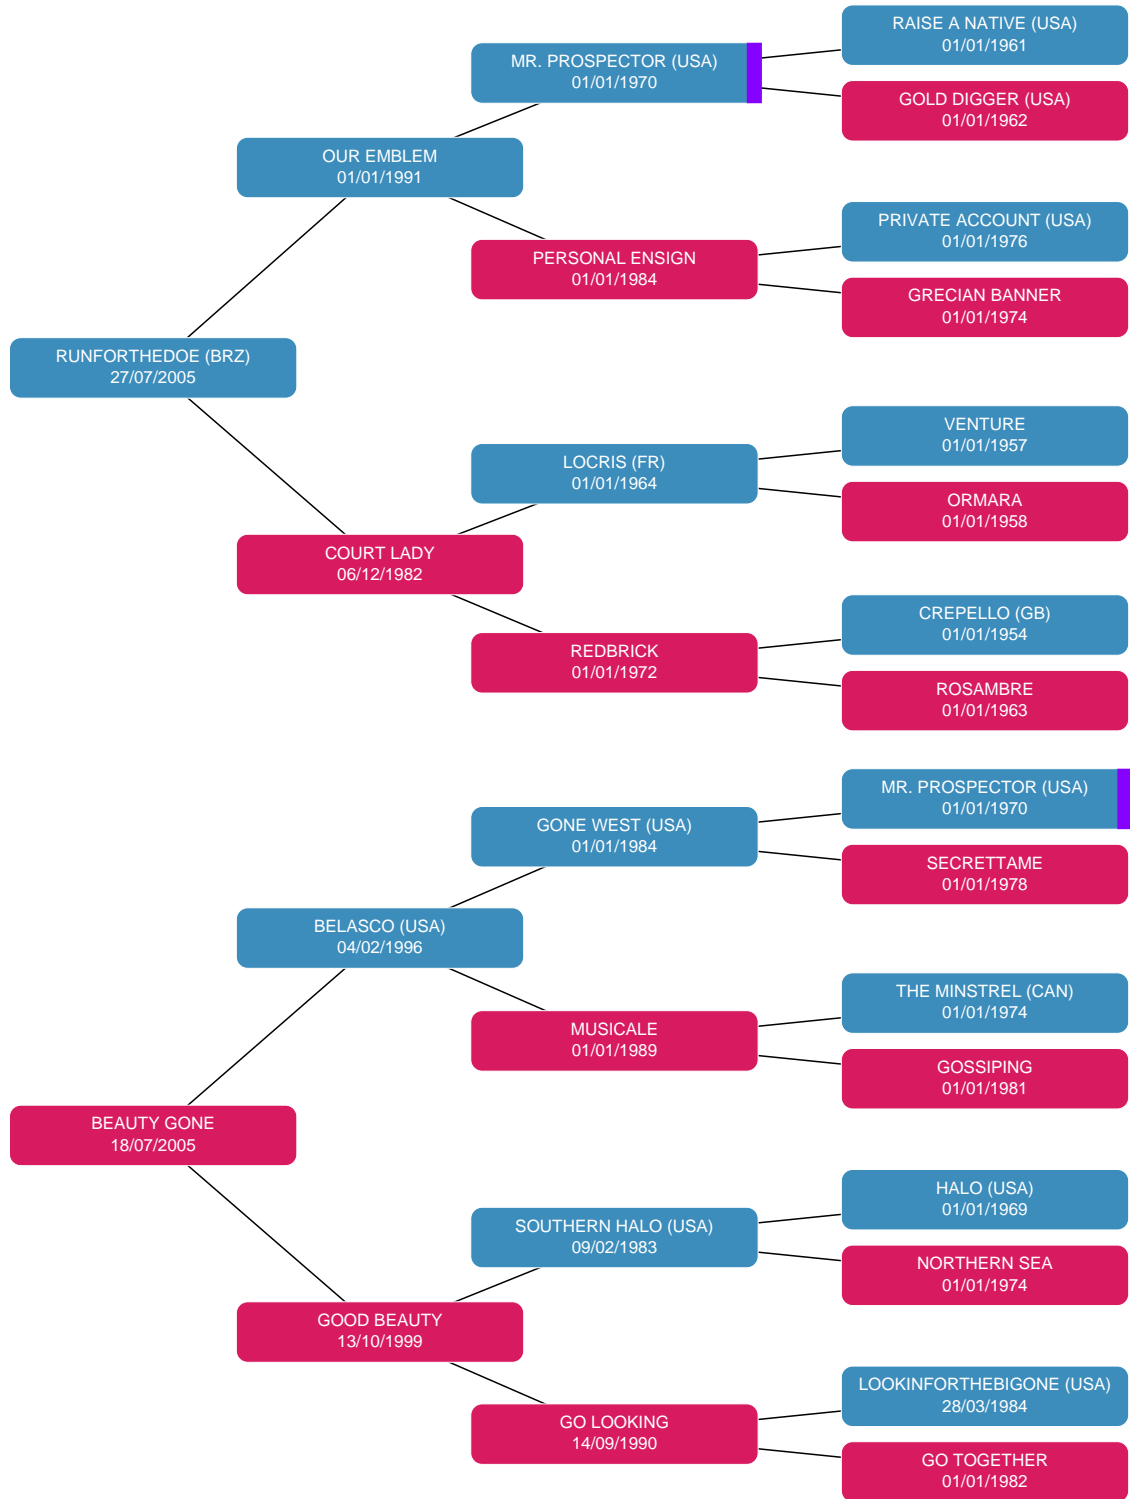 RAISE A NATIVE (USA)
01/01/1961
MR. PROSPECTOR (USA)
01/01/1970
GOLD DIGGER (USA)
01/01/1962
OUR EMBLEM
01/01/1991
PRIVATE ACCOUNT (USA)
01/01/1976
PERSONAL ENSIGN
01/01/1984
GRECIAN BANNER
01/01/1974
RUNFORTHEDOE (BRZ)
27/07/2005
VENTURE
01/01/1957
LOCRIS (FR)
01/01/1964
ORMARA
01/01/1958
COURT LADY
06/12/1982
CREPELLO (GB)
01/01/1954
REDBRICK
01/01/1972
ROSAMBRE
01/01/1963
MR. PROSPECTOR (USA)
01/01/1970
GONE WEST (USA)
01/01/1984
SECRETTAME
01/01/1978
BELASCO (USA)
04/02/1996
THE MINSTREL (CAN)
01/01/1974
MUSICALE
01/01/1989
GOSSIPING
01/01/1981
BEAUTY GONE
18/07/2005
HALO (USA)
01/01/1969
SOUTHERN HALO (USA)
09/02/1983
NORTHERN SEA
01/01/1974
GOOD BEAUTY
13/10/1999
LOOKINFORTHEBIGONE (USA)
28/03/1984
GO LOOKING
14/09/1990
GO TOGETHER
01/01/1982